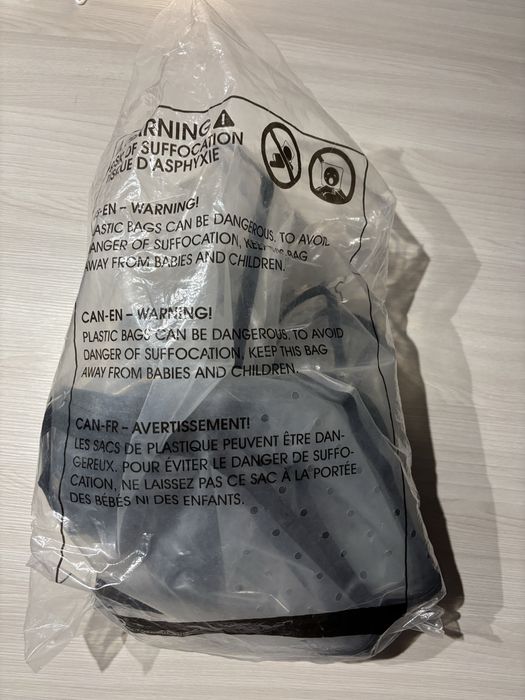 WARNING
RISK OF SUFFOCATION
RISQUE D'ASPHYXIE
-EN – WARNING!
PLASTIC BAGS CAN BE DANGEROUS. TO AVOID
DANGER OF SUFFOCATION, KEEP THIS BAG
AWAY FROM BABIES AND CHILDREN.
CAN-EN – WARNING!
PLASTIC BAGS CAN BE DANGEROUS. TO AVOID
DANGER OF SUFFOCATION, KEEP THIS BAG
AWAY FROM BABIES AND CHILDREN.
CAN-FR – AVERTISSEMENT!
LES SACS DE PLASTIQUE PEUVENT ÊTRE DAN-
GEREUX. POUR ÉVITER LE DANGER DE SUFFO-
CATION, NE LAISSEZ PAS CE SAC À LA PORTÉE
DES BÉBÉS NI DES ENFANTS.